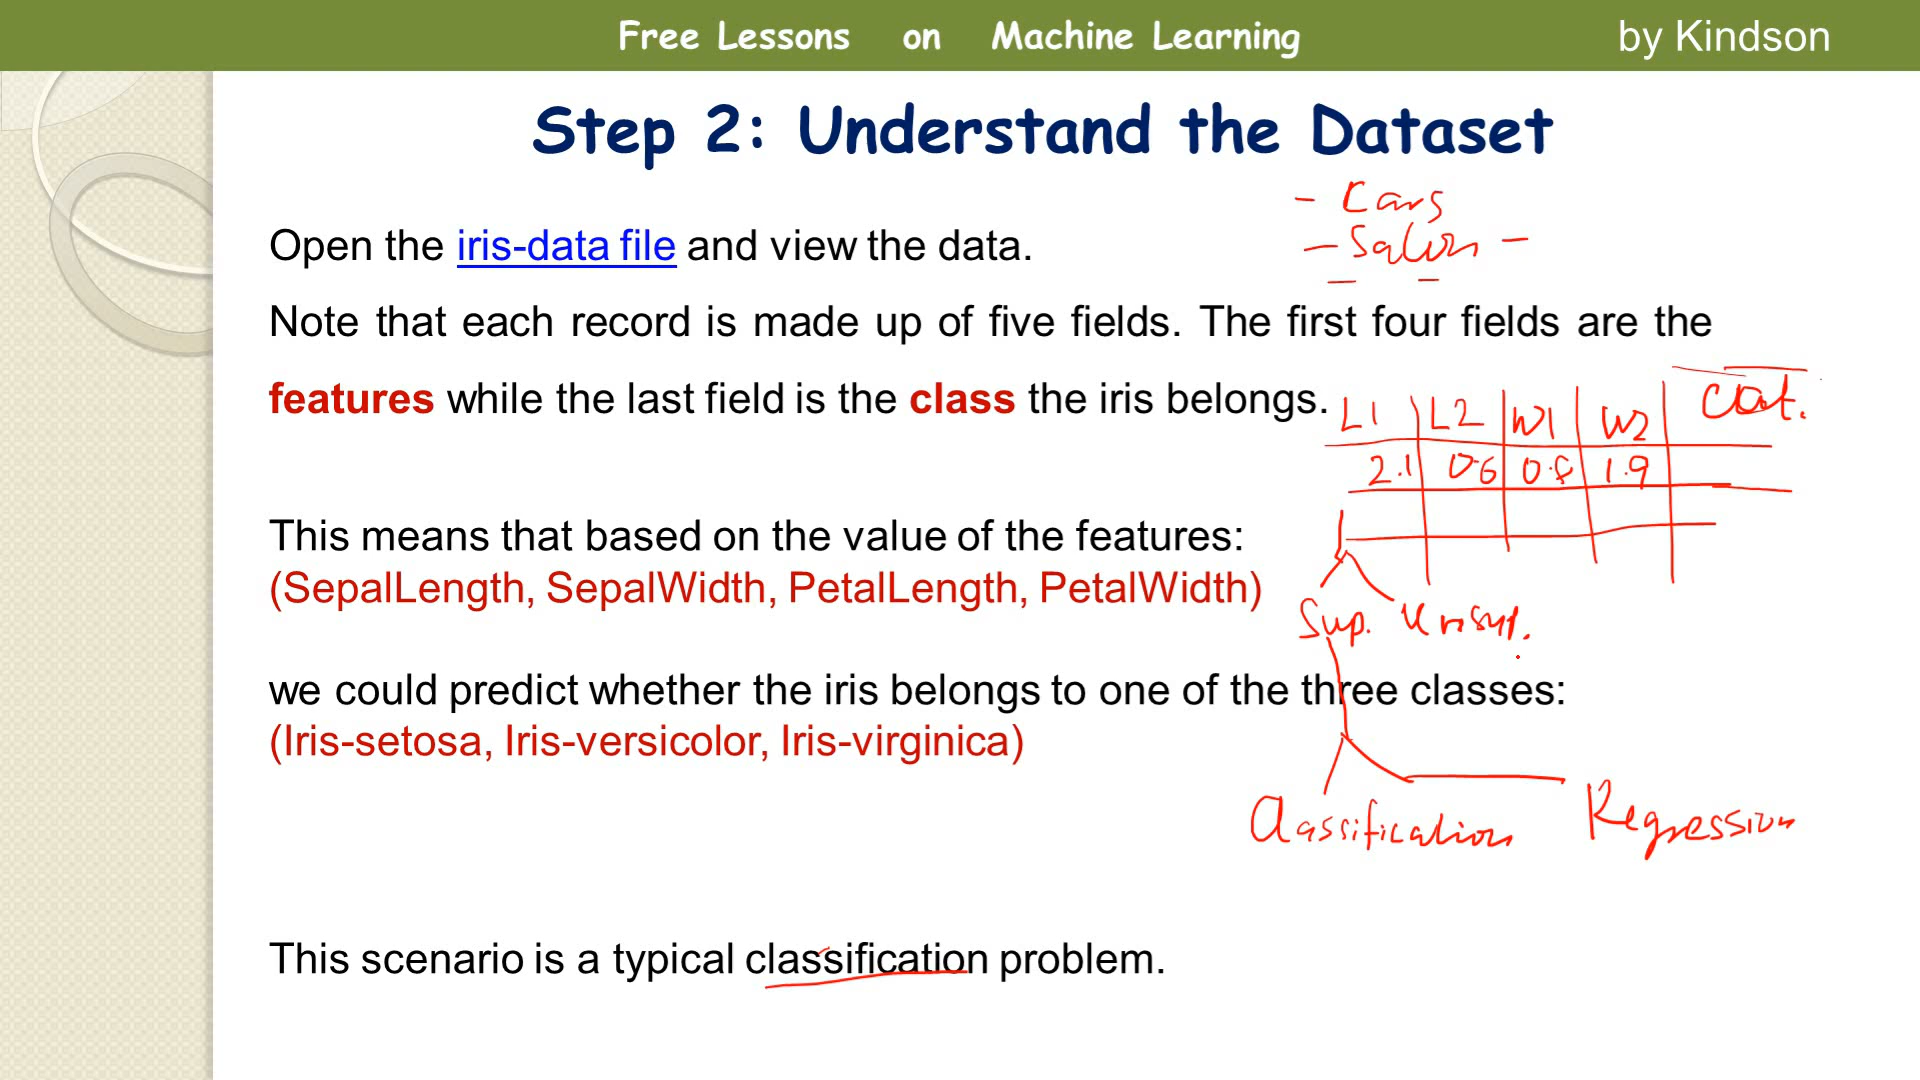 Free Lessons on Machine Learning by Kindson
Step 2: Understand the Dataset
- Cars
Open the iris-data file and view the data.
- Salon -
Note that each record is made up of five fields. The first four fields are the
features while the last field is the class the iris belongs.
L1 L2 W1 W2 Cat.
2.1 0.6 0.8 1.9
This means that based on the value of the features:
(SepalLength, SepalWidth, PetalLength, PetalWidth)
Sup. Unsup.
we could predict whether the iris belongs to one of the three classes:
(Iris-setosa, Iris-versicolor, Iris-virginica)
Classification Regression
This scenario is a typical classification problem.